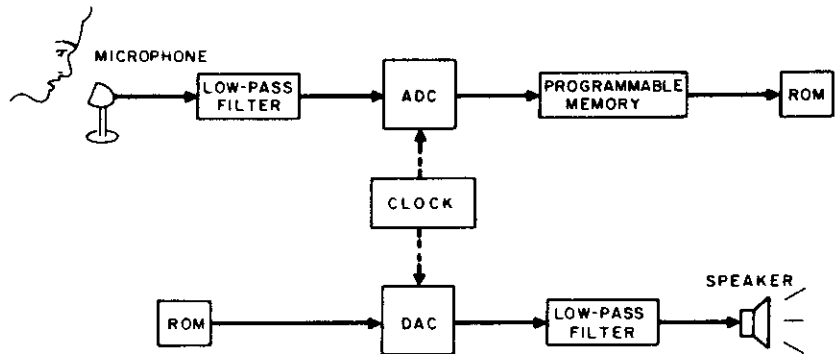 MICROPHONE
LOW-PASS
FILTER
ADC
PROGRAMMABLE
MEMORY
ROM
CLOCK
SPEAKER
ROM
DAC
LOW-PASS
FILTER